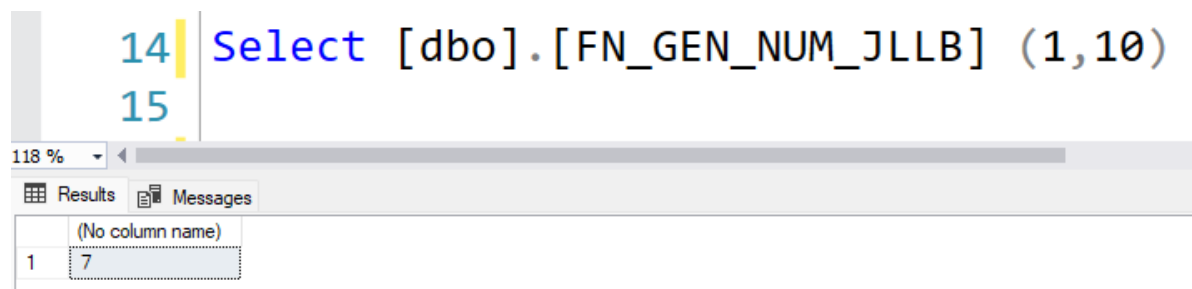 14 Select [dbo].[FN_GEN_NUM_JLLB] (1,10)
15
118 %
Results Messages
(No column name)
1 7